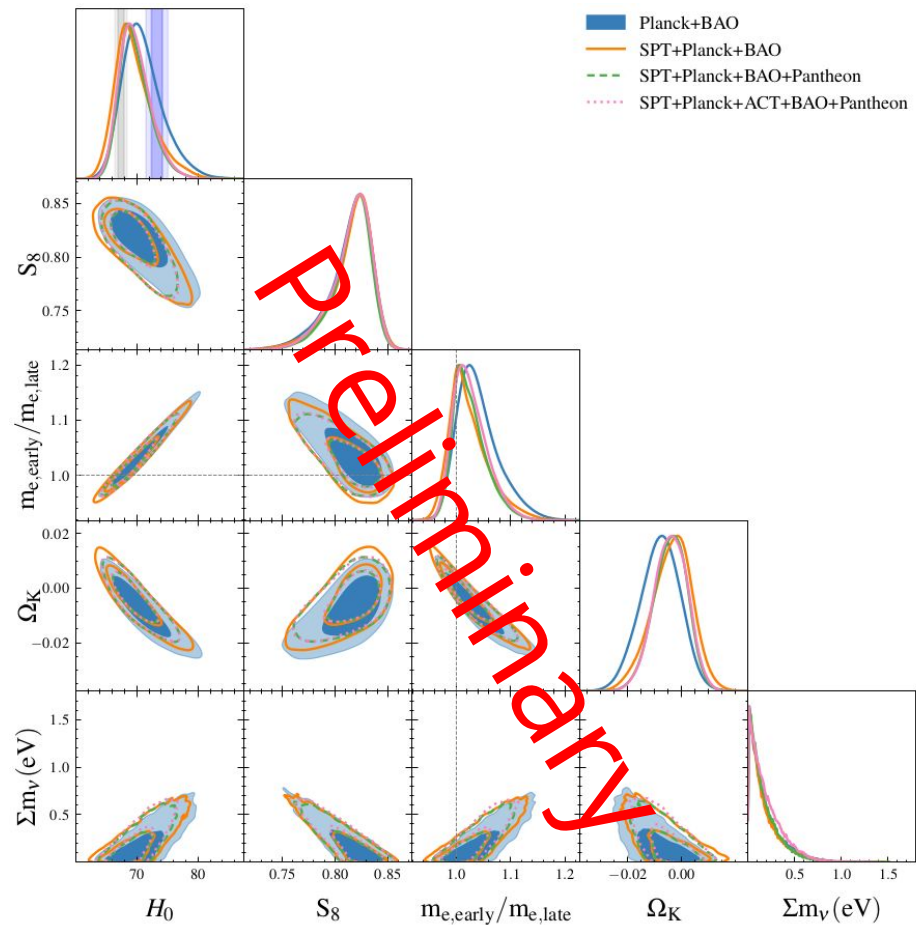 Planck+BAO
SPT+Planck+BAO
SPT+Planck+BAO+Pantheon
SPT+Planck+ACT+BAO+Pantheon
0.85
0.80
0.75
S₈
1.2
1.1
1.0
mₑ,early/mₑ,late
0.02
0.00
−0.02
Ω_K
1.5
1.0
0.5
Σm_ν(eV)
70 80
0.75 0.80 0.85
1.0 1.1 1.2
−0.02 0.00
0.5 1.0 1.5
H₀ S₈ mₑ,early/mₑ,late Ω_K Σm_ν(eV)
Preliminary